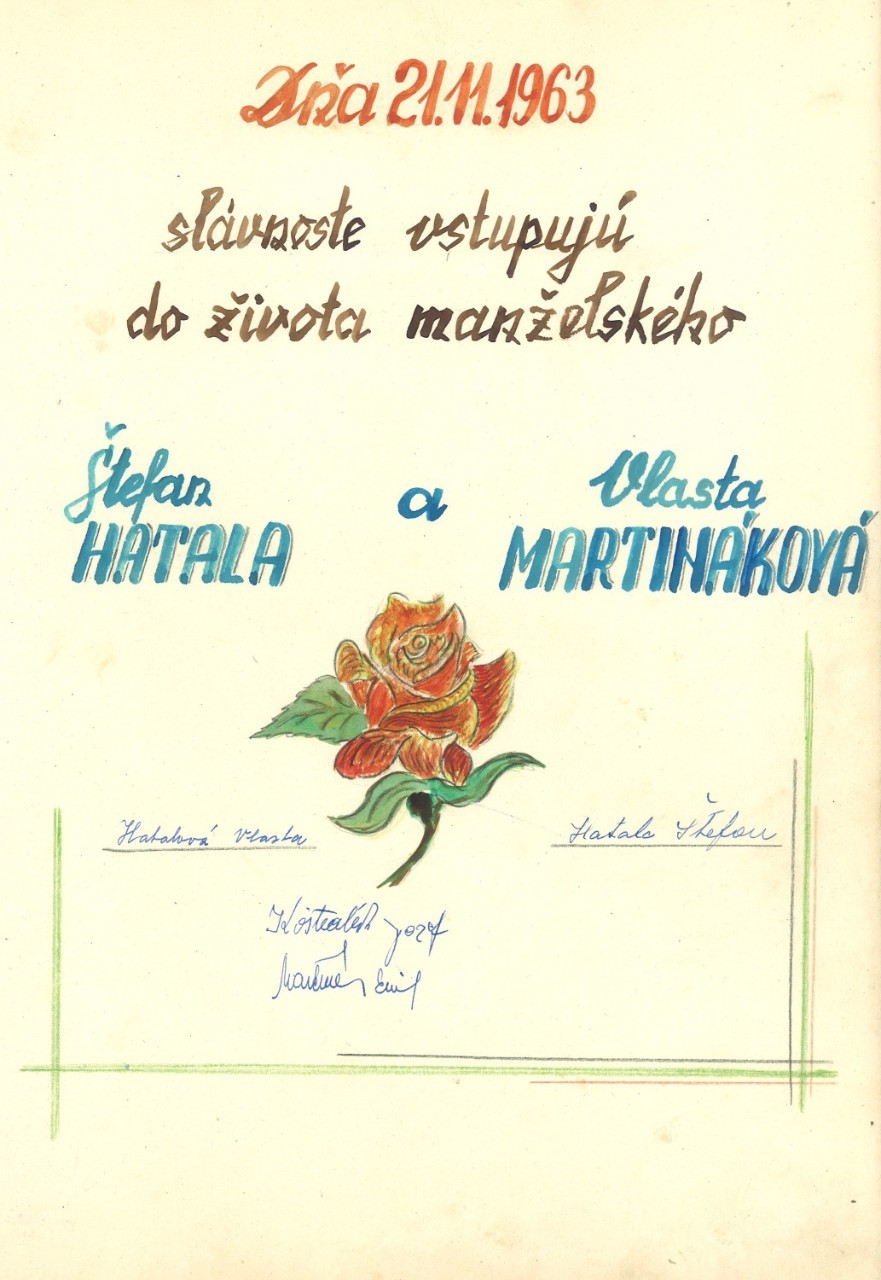 Dňa 21.11.1963
slávnoste vstupujú
do života manželského
Štefan a Vlasta
HATALA MARTINÁKOVÁ
Hatalová Vlasta Hatala Štefan
Jozef
Emil